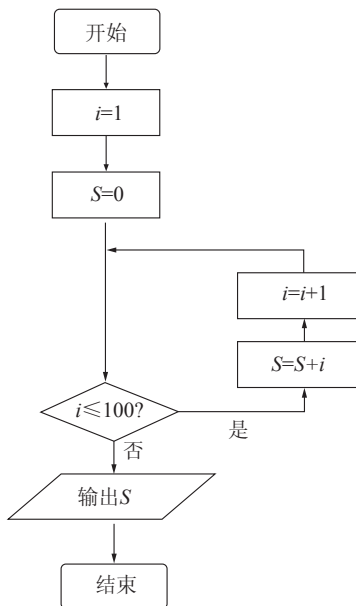 开始
i=1
S=0
i=i+1
S=S+i
i≤100?
是
否
输出S
结束